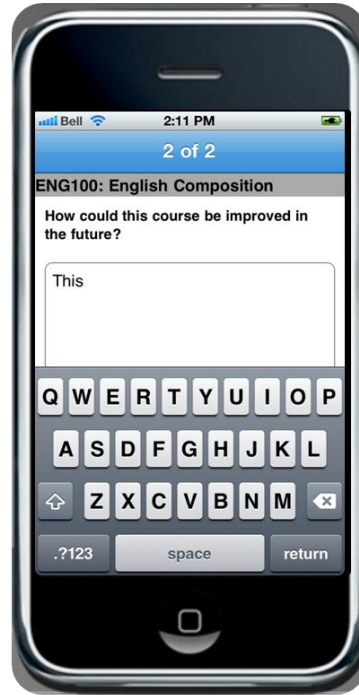 Bell 2:11 PM
2 of 2
ENG100: English Composition
How could this course be improved in
the future?
This
Q W E R T Y U I O P
A S D F G H J K L
Z X C V B N M
.?123 space return